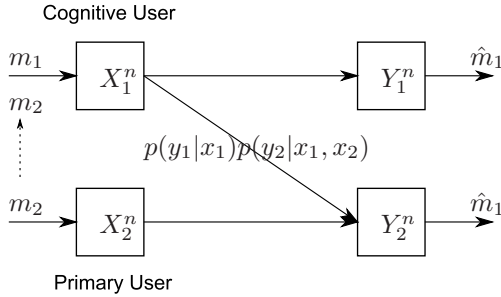 Cognitive User
m_1 X_1^n Y_1^n \hat{m}_1
m_2
p(y_1|x_1)p(y_2|x_1, x_2)
m_2 X_2^n Y_2^n \hat{m}_1
Primary User